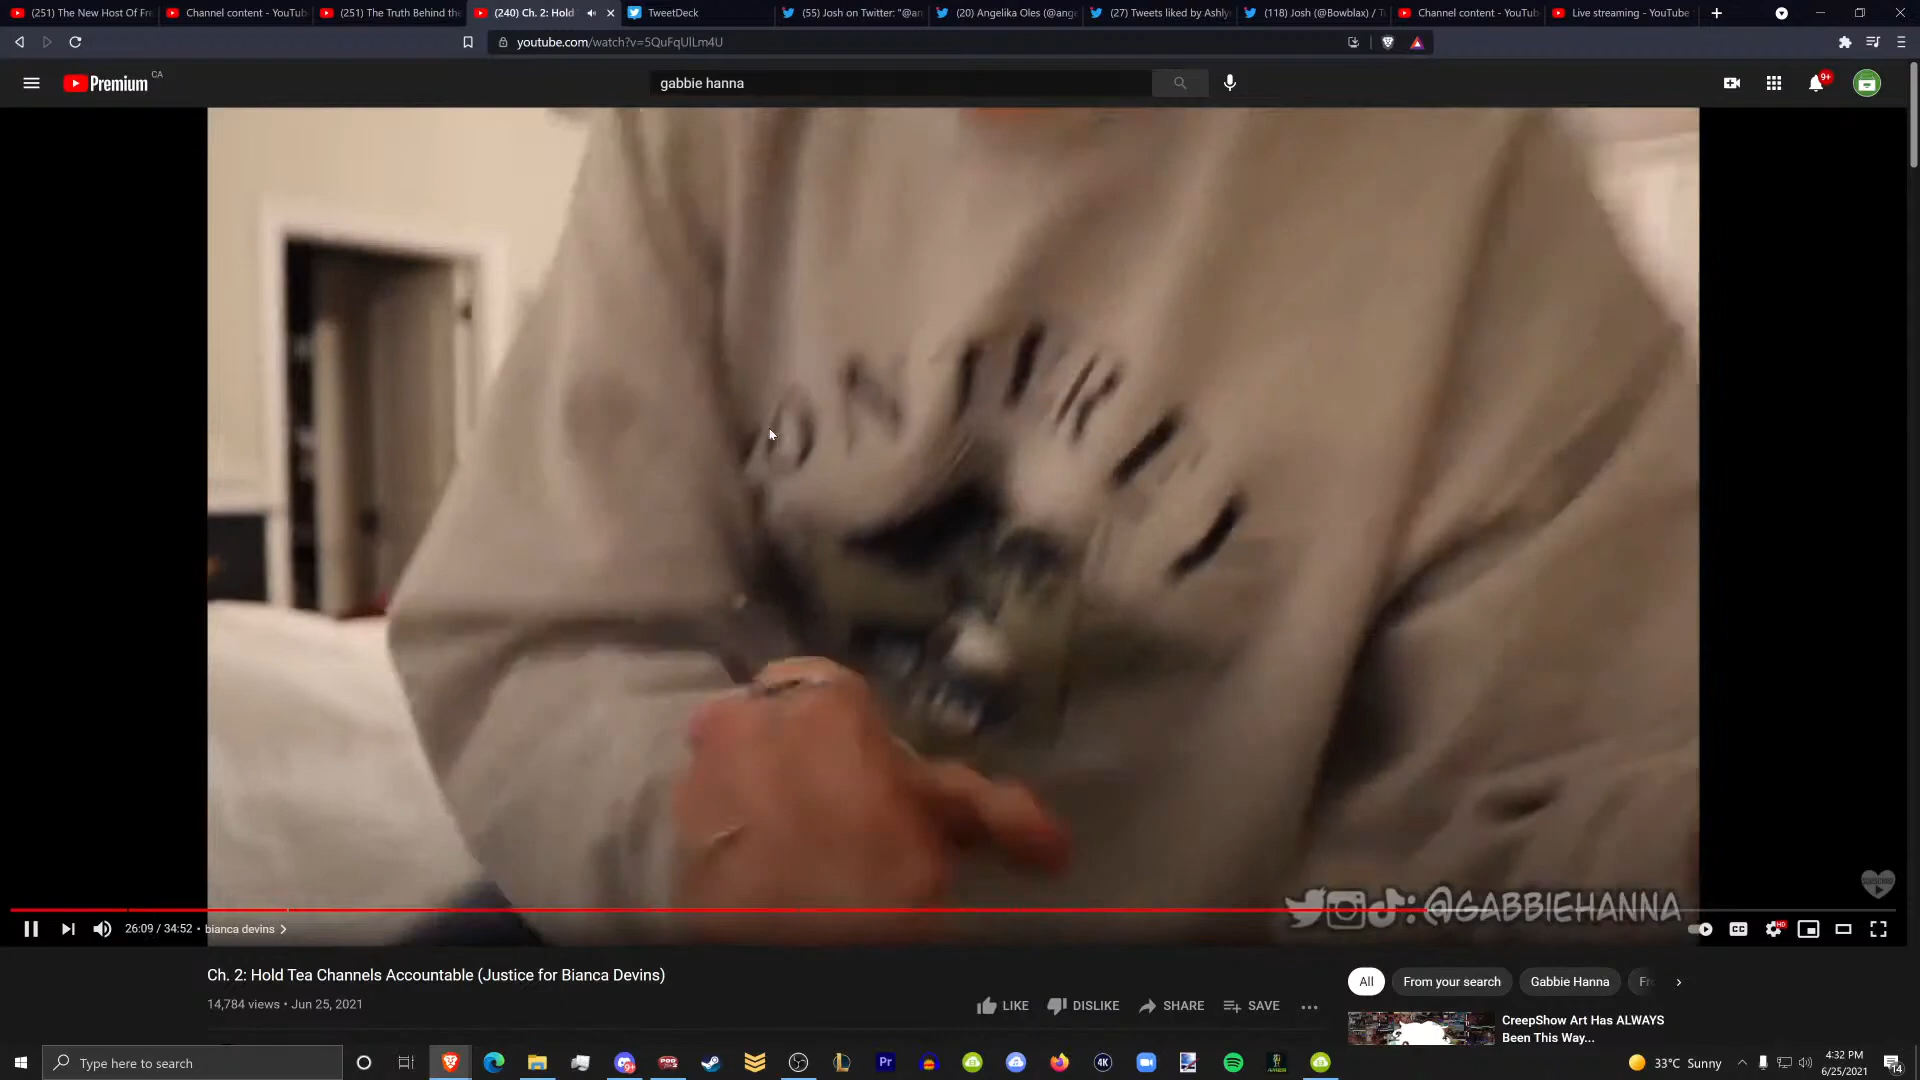 (251) The New Host Of Fre
Channel content - YouTub
(251) The Truth Behind the
(240) Ch. 2: Hold
TweetDeck
(55) Josh on Twitter: "@an
(20) Angelika Oles (@ang
(27) Tweets liked by Ashly
(118) Josh (@Bowblax) / T
Channel content - YouTub
Live streaming - YouTube
youtube.com/watch?v=5QuFqUlLm4U
Premium CA
gabbie hanna
9+
: @GABBIEHANNA
26:09 / 34:52 • bianca devins
CC
HD
Ch. 2: Hold Tea Channels Accountable (Justice for Bianca Devins)
14,784 views • Jun 25, 2021
LIKE
DISLIKE
SHARE
SAVE
All
From your search
Gabbie Hanna
Fr
CreepShow Art Has ALWAYS
Been This Way...
Type here to search
Pr
4K
33°C Sunny
4:32 PM
6/25/2021
14